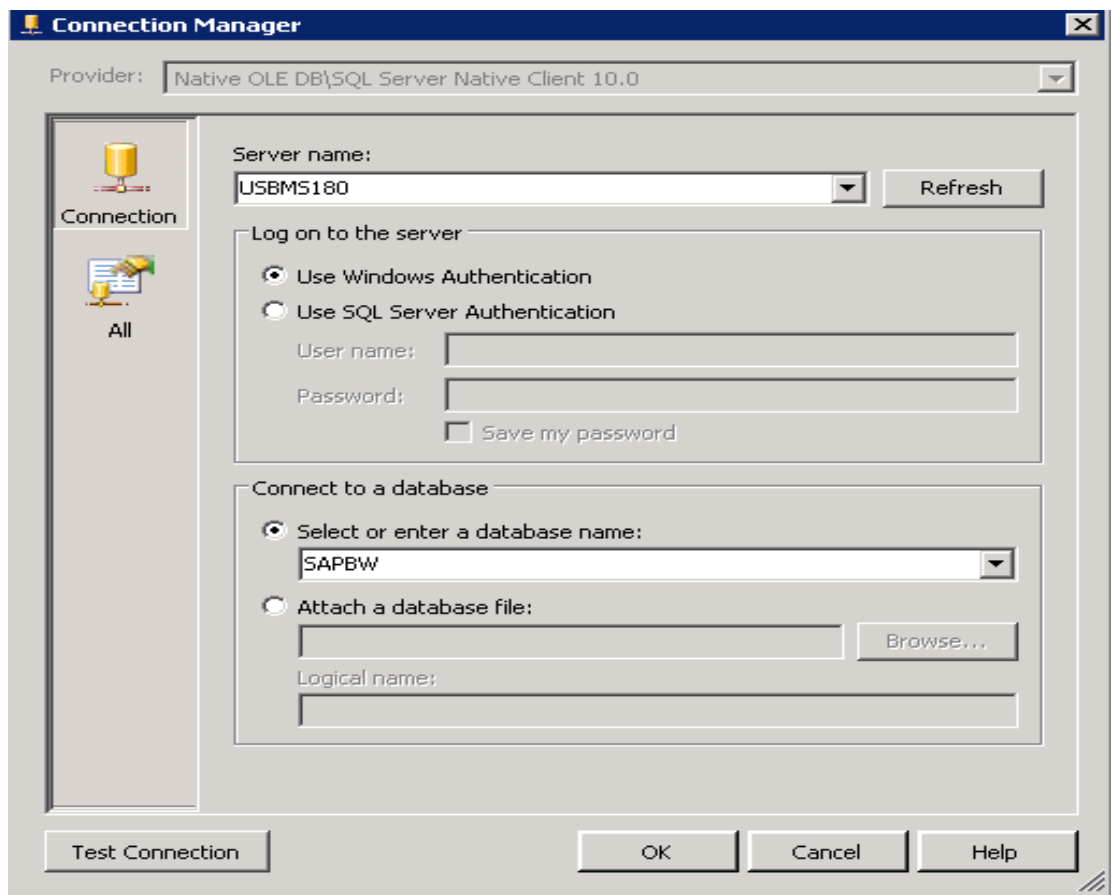 Connection Manager
Provider: Native OLE DB\SQL Server Native Client 10.0
Connection
All
Server name:
USBMS180 Refresh
Log on to the server
Use Windows Authentication
Use SQL Server Authentication
User name:
Password:
Save my password
Connect to a database
Select or enter a database name:
SAPBW
Attach a database file:
Browse...
Logical name:
Test Connection OK Cancel Help